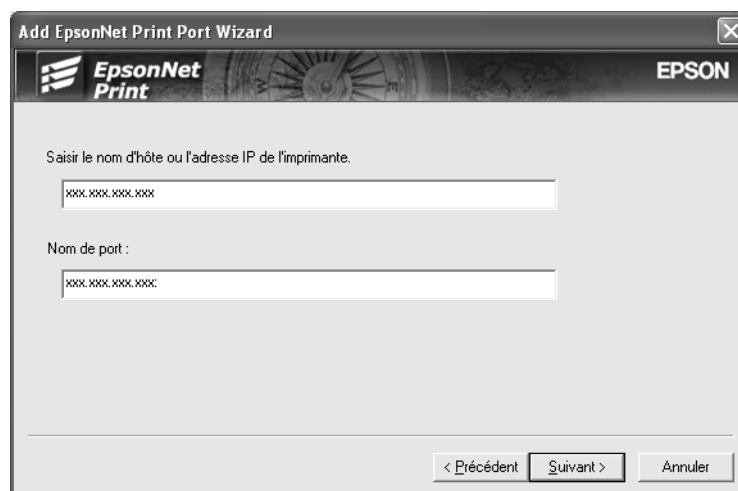 Add EpsonNet Print Port Wizard
EpsonNet
Print
EPSON
Saisir le nom d'hôte ou l'adresse IP de l'imprimante.
xxx.xxx.xxx.xxx
Nom de port :
xxx.xxx.xxx.xxx:
< Précédent
Suivant >
Annuler